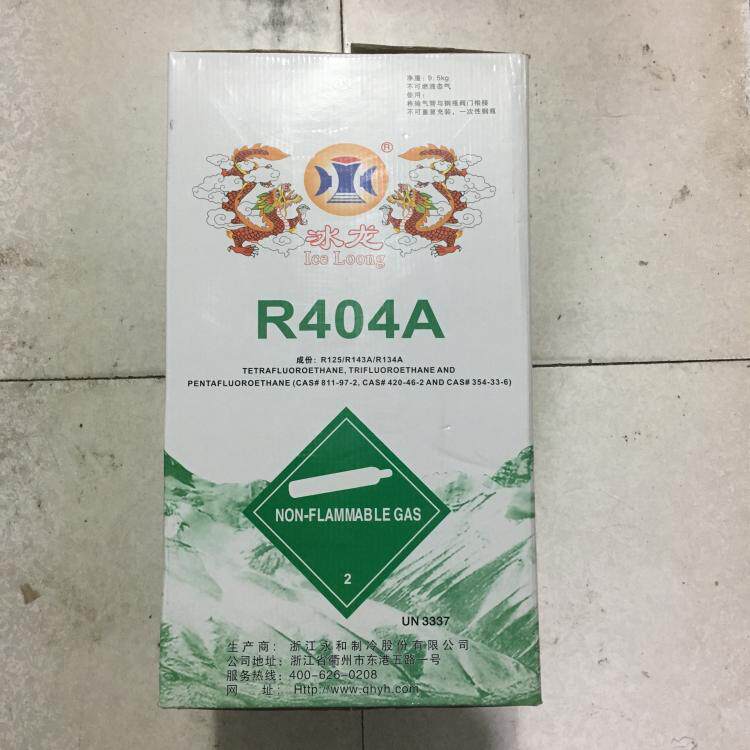 净重：9.5kg
不可燃液态气
使用：
将输气管与钢瓶阀门相接
不可重复充装，一次性钢瓶
®
冰龙
Ice Loong
R404A
成份：R125/R143A/R134A
TETRAFLUOROETHANE, TRIFLUOROETHANE AND
PENTAFLUOROETHANE (CAS# 811-97-2, CAS# 420-46-2 AND CAS# 354-33-6)
NON-FLAMMABLE GAS
2
UN 3337
生产商：浙江永和制冷股份有限公司
公司地址：浙江省衢州市东港五路一号
服务热线：400-626-0208
网 址：Http://www.qhyh.com